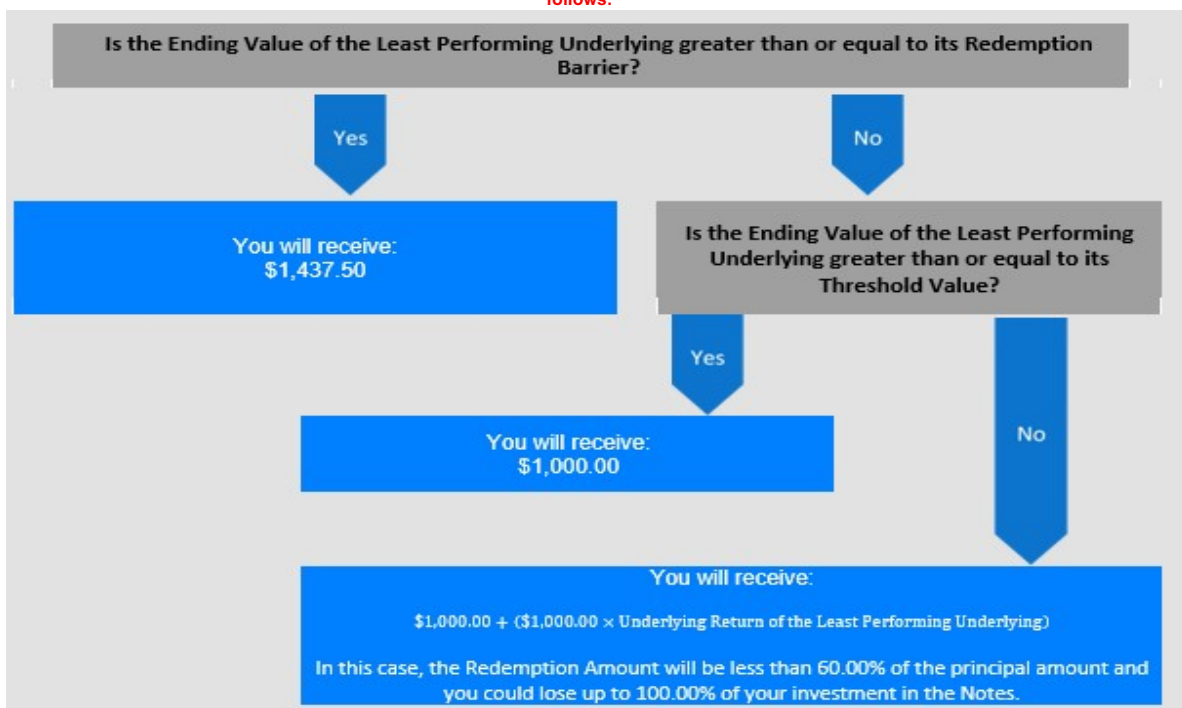 follows:
Is the Ending Value of the Least Performing Underlying greater than or equal to its Redemption
Barrier?
Yes
No
You will receive:
$1,437.50
Is the Ending Value of the Least Performing
Underlying greater than or equal to its
Threshold Value?
Yes
You will receive:
$1,000.00
No
You will receive:
$1,000.00 + ($1,000.00 × Underlying Return of the Least Performing Underlying)
In this case, the Redemption Amount will be less than 60.00% of the principal amount and
you could lose up to 100.00% of your investment in the Notes.